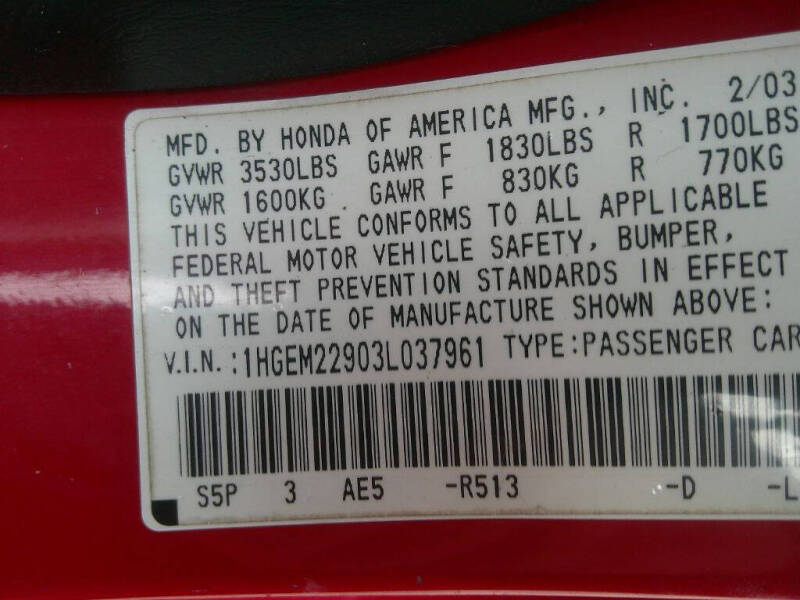 MFD. BY HONDA OF AMERICA MFG., INC. 2/03
GVWR 3530LBS GAWR F 1830LBS R 1700LBS
GVWR 1600KG GAWR F 830KG R 770KG
THIS VEHICLE CONFORMS TO ALL APPLICABLE
FEDERAL MOTOR VEHICLE SAFETY, BUMPER,
AND THEFT PREVENTION STANDARDS IN EFFECT
ON THE DATE OF MANUFACTURE SHOWN ABOVE:
V.I.N.:1HGEM22903L037961 TYPE:PASSENGER CAR
S5P 3 AE5 -R513 -D -L